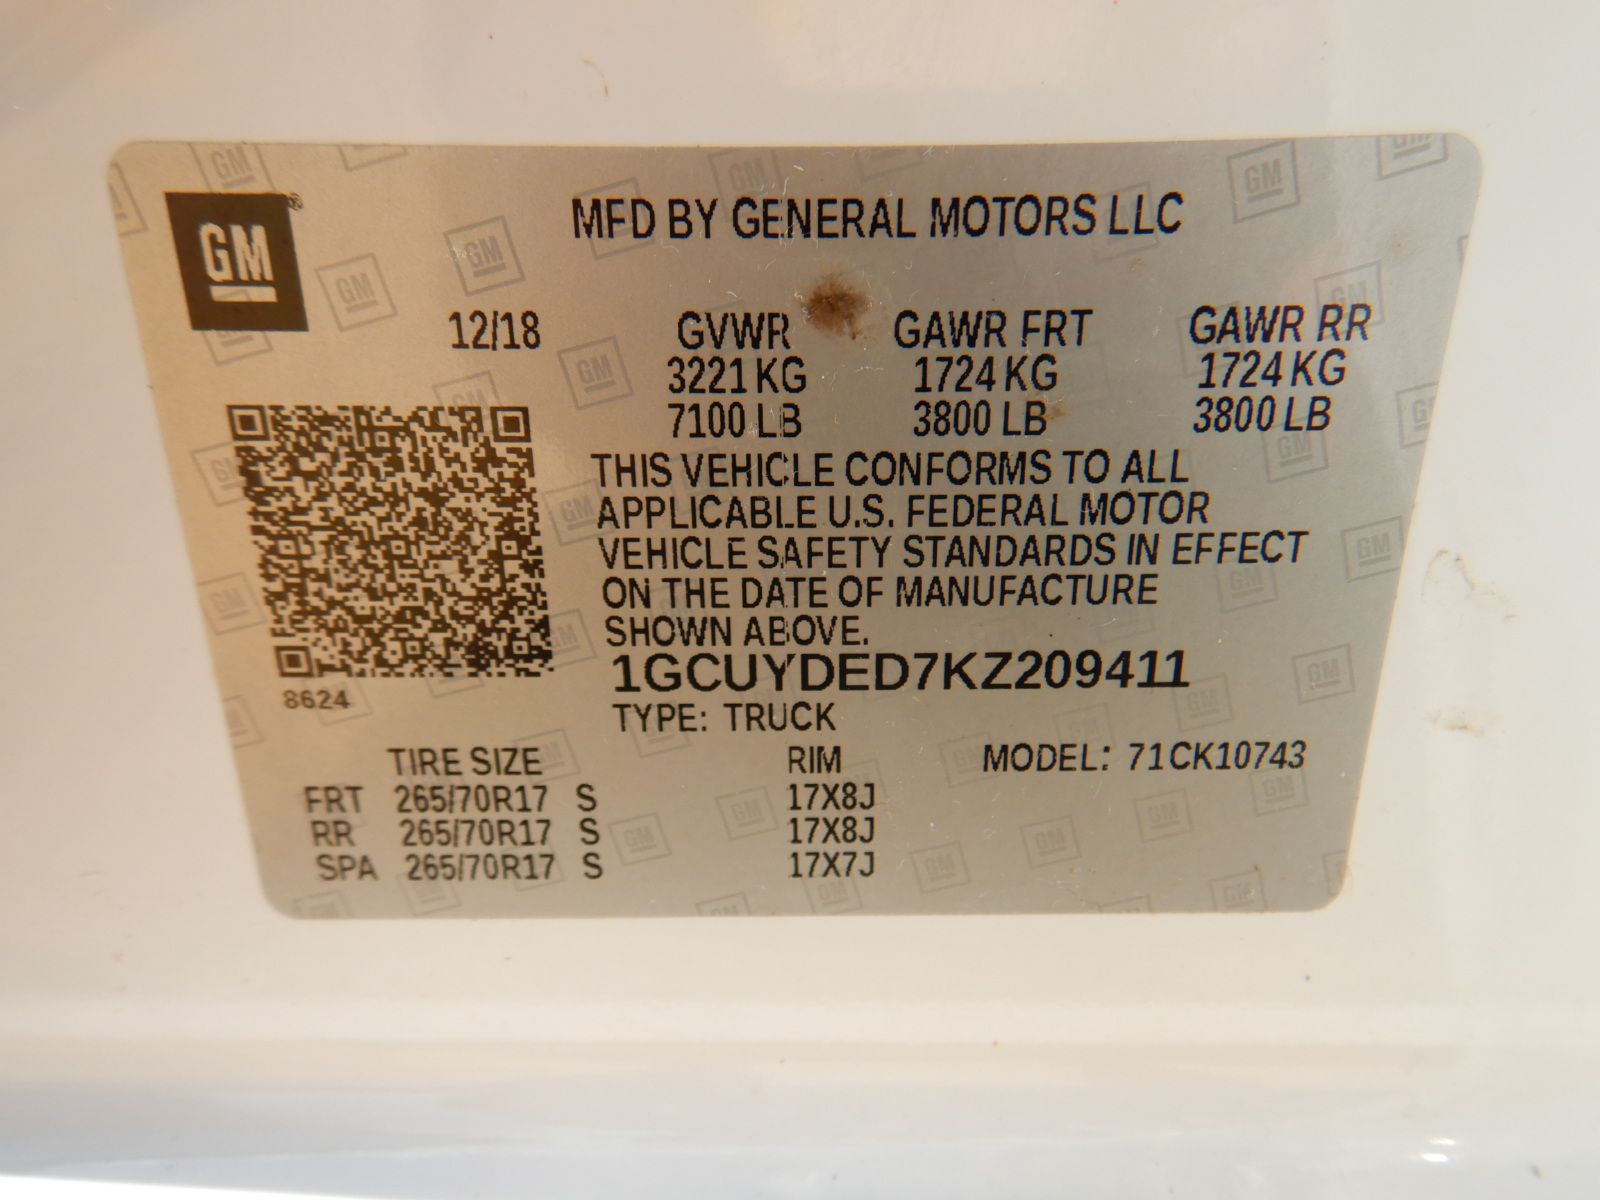 GM
MFD BY GENERAL MOTORS LLC
12/18 GVWR GAWR FRT GAWR RR
3221 KG 1724 KG 1724 KG
7100 LB 3800 LB 3800 LB
THIS VEHICLE CONFORMS TO ALL
APPLICABLE U.S. FEDERAL MOTOR
VEHICLE SAFETY STANDARDS IN EFFECT
ON THE DATE OF MANUFACTURE
SHOWN ABOVE.
1GCUYDED7KZ209411
8624
TYPE: TRUCK
TIRE SIZE RIM MODEL: 71CK10743
FRT 265/70R17 S 17X8J
RR 265/70R17 S 17X8J
SPA 265/70R17 S 17X7J